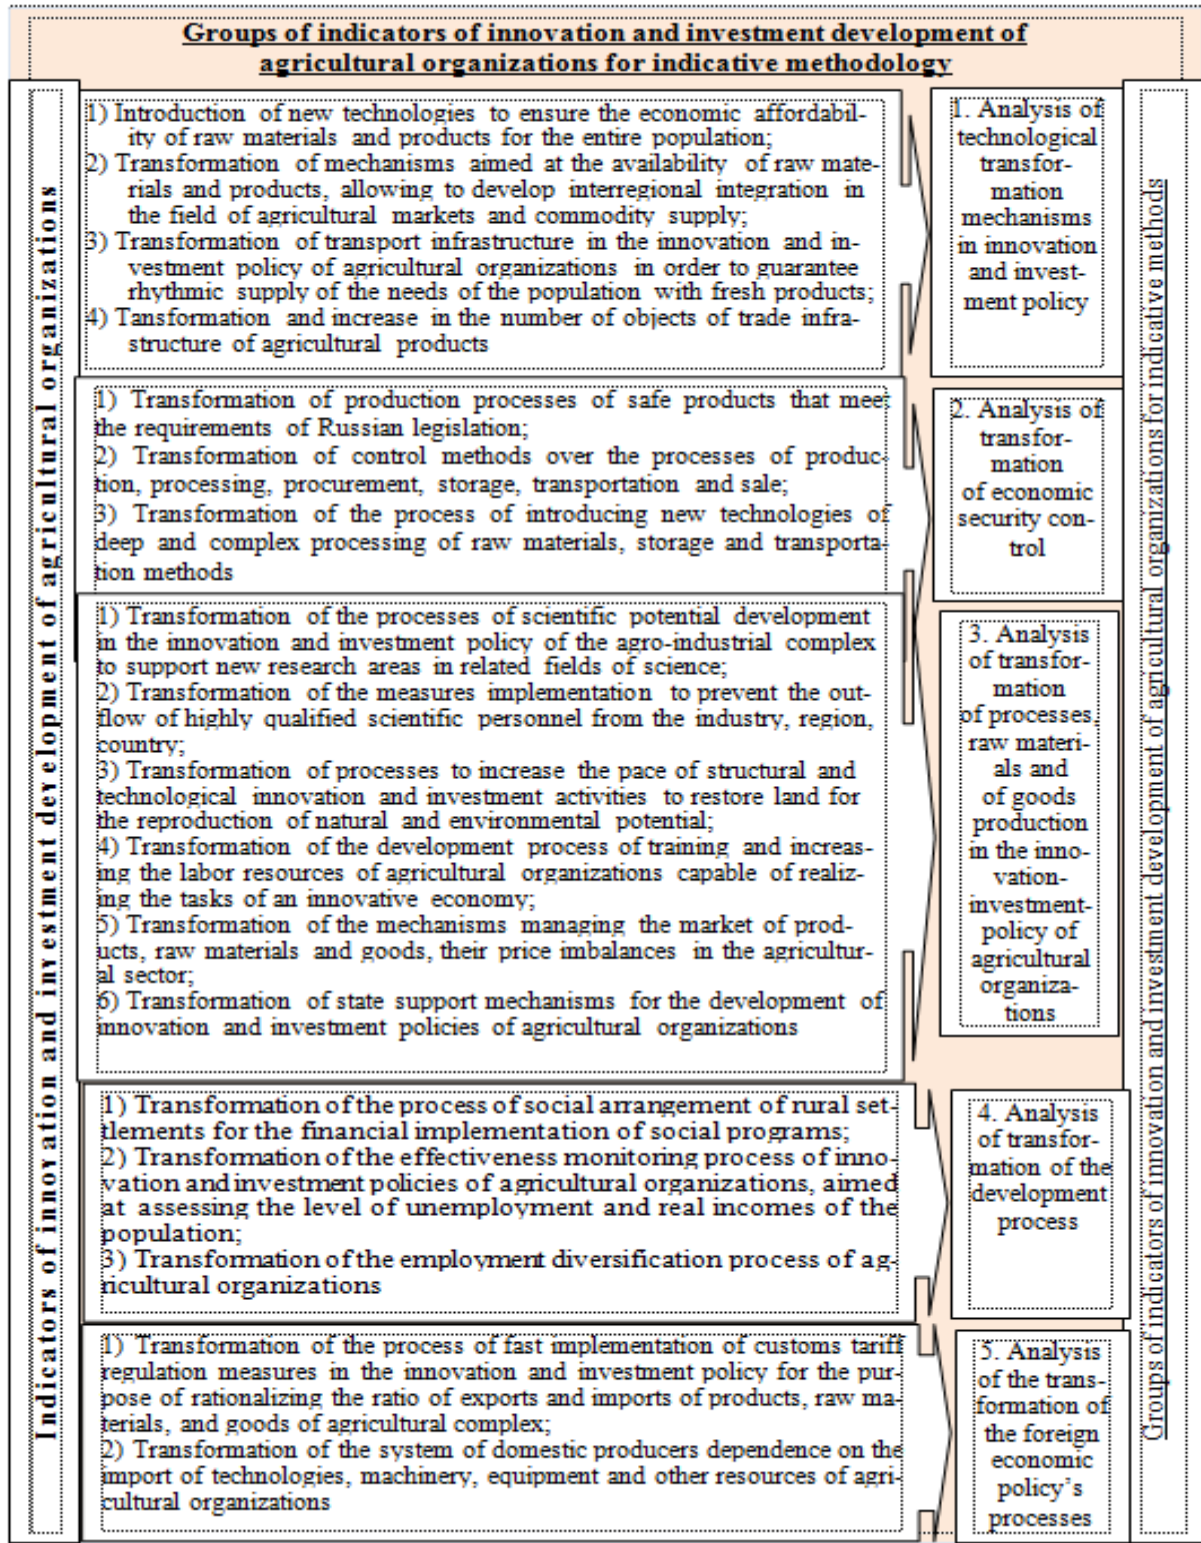 Groups of indicators of innovation and investment development of
agricultural organizations for indicative methodology
Indicators of innovation and investment development of agricultural organizations
1) Introduction of new technologies to ensure the economic affordabil-
ity of raw materials and products for the entire population;
2) Transformation of mechanisms aimed at the availability of raw mate-
rials and products, allowing to develop interregional integration in
the field of agricultural markets and commodity supply;
3) Transformation of transport infrastructure in the innovation and in-
vestment policy of agricultural organizations in order to guarantee
rhythmic supply of the needs of the population with fresh products;
4) Tansformation and increase in the number of objects of trade infra-
structure of agricultural products
1. Analysis of
technological
transfor-
mation
mechanisms
in innovation
and invest-
ment policy
1) Transformation of production processes of safe products that meet
the requirements of Russian legislation;
2) Transformation of control methods over the processes of produc-
tion, processing, procurement, storage, transportation and sale;
3) Transformation of the process of introducing new technologies of
deep and complex processing of raw materials, storage and transporta-
tion methods
2. Analysis of
transfor-
mation
of economic
security con-
trol
1) Transformation of the processes of scientific potential development
in the innovation and investment policy of the agro-industrial complex
to support new research areas in related fields of science;
2) Transformation of the measures implementation to prevent the out-
flow of highly qualified scientific personnel from the industry, region,
country;
3) Transformation of processes to increase the pace of structural and
technological innovation and investment activities to restore land for
the reproduction of natural and environmental potential;
4) Transformation of the development process of training and increas-
ing the labor resources of agricultural organizations capable of realiz-
ing the tasks of an innovative economy;
5) Transformation of the mechanisms managing the market of prod-
ucts, raw materials and goods, their price imbalances in the agricultur-
al sector;
6) Transformation of state support mechanisms for the development of
innovation and investment policies of agricultural organizations
3. Analysis
of transfor-
mation
of processes,
raw materi-
als and
of goods
production
in the inno-
vation-
investment-
policy of
agricultural
organiza-
tions
1) Transformation of the process of social arrangement of rural set-
tlements for the financial implementation of social programs;
2) Transformation of the effectiveness monitoring process of inno-
vation and investment policies of agricultural organizations, aimed
at assessing the level of unemployment and real incomes of the
population;
3) Transformation of the employment diversification process of ag-
ricultural organizations
4. Analysis
of transfor-
mation of the
development
process
1) Transformation of the process of fast implementation of customs tariff
regulation measures in the innovation and investment policy for the pur-
pose of rationalizing the ratio of exports and imports of products, raw ma-
terials, and goods of agricultural complex;
2) Transformation of the system of domestic producers dependence on the
import of technologies, machinery, equipment and other resources of agri-
cultural organizations
5. Analysis
of the trans-
formation of
the foreign
economic
policy's
processes
Groups of indicators of innovation and investment development of agricultural organizations for indicative methods